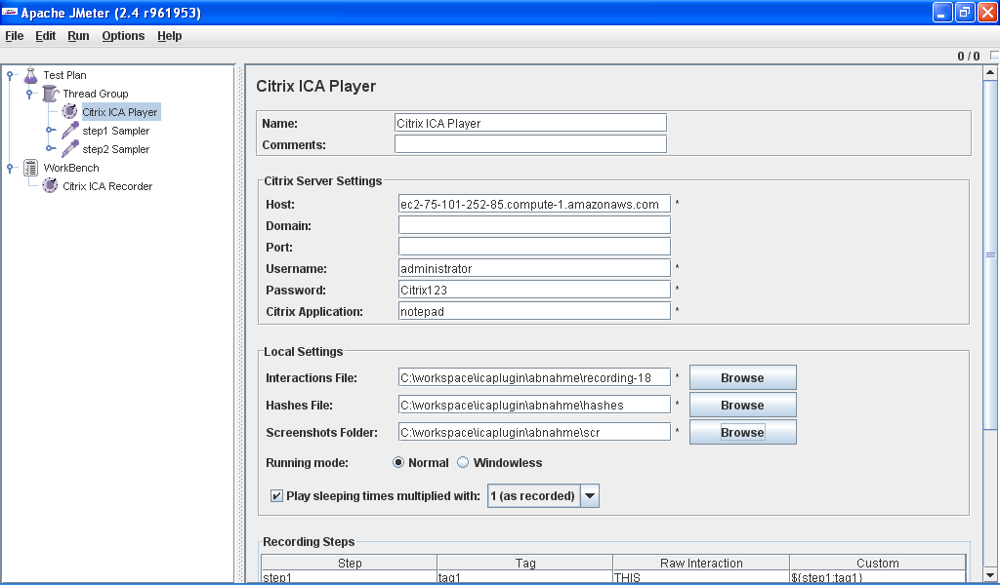 Apache JMeter (2.4 r961953)
File Edit Run Options Help
0 / 0
Test Plan
Thread Group
Citrix ICA Player
step1 Sampler
step2 Sampler
WorkBench
Citrix ICA Recorder
Citrix ICA Player
Name: Citrix ICA Player
Comments:
Citrix Server Settings
Host: ec2-75-101-252-85.compute-1.amazonaws.com *
Domain:
Port:
Username: administrator *
Password: Citrix123 *
Citrix Application: notepad *
Local Settings
Interactions File: C:\workspace\icaplugin\abnahme\recording-18 * Browse
Hashes File: C:\workspace\icaplugin\abnahme\hashes * Browse
Screenshots Folder: C:\workspace\icaplugin\abnahme\scr * Browse
Running mode: Normal Windowless
Play sleeping times multiplied with: 1 (as recorded)
Recording Steps
Step Tag Raw Interaction Custom
step1 tag1 THIS ${step1:tag1}